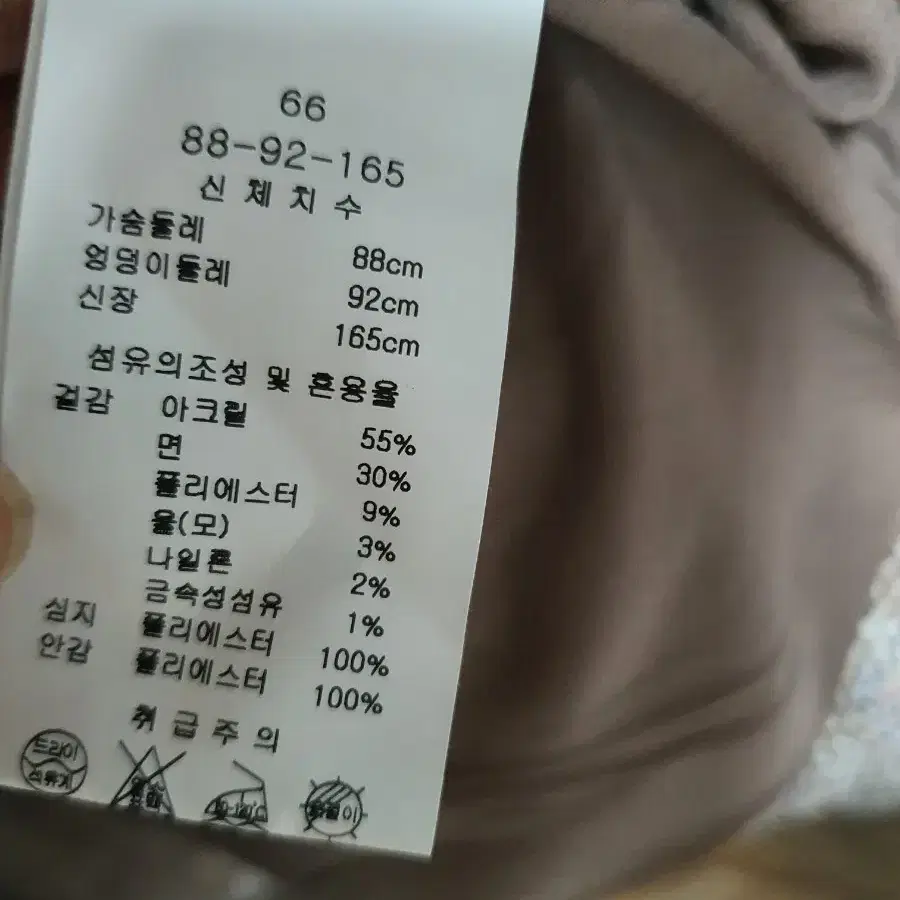 66
88-92-165
신체치수
가슴둘레 88cm
엉덩이둘레 92cm
신장 165cm
섬유의조성 및 혼용율
겉감 아크릴 55%
면 30%
폴리에스터 9%
울(모) 3%
나일론 2%
금속성섬유 1%
심지 폴리에스터 100%
안감 폴리에스터 100%
취급주의
드라이
석유계